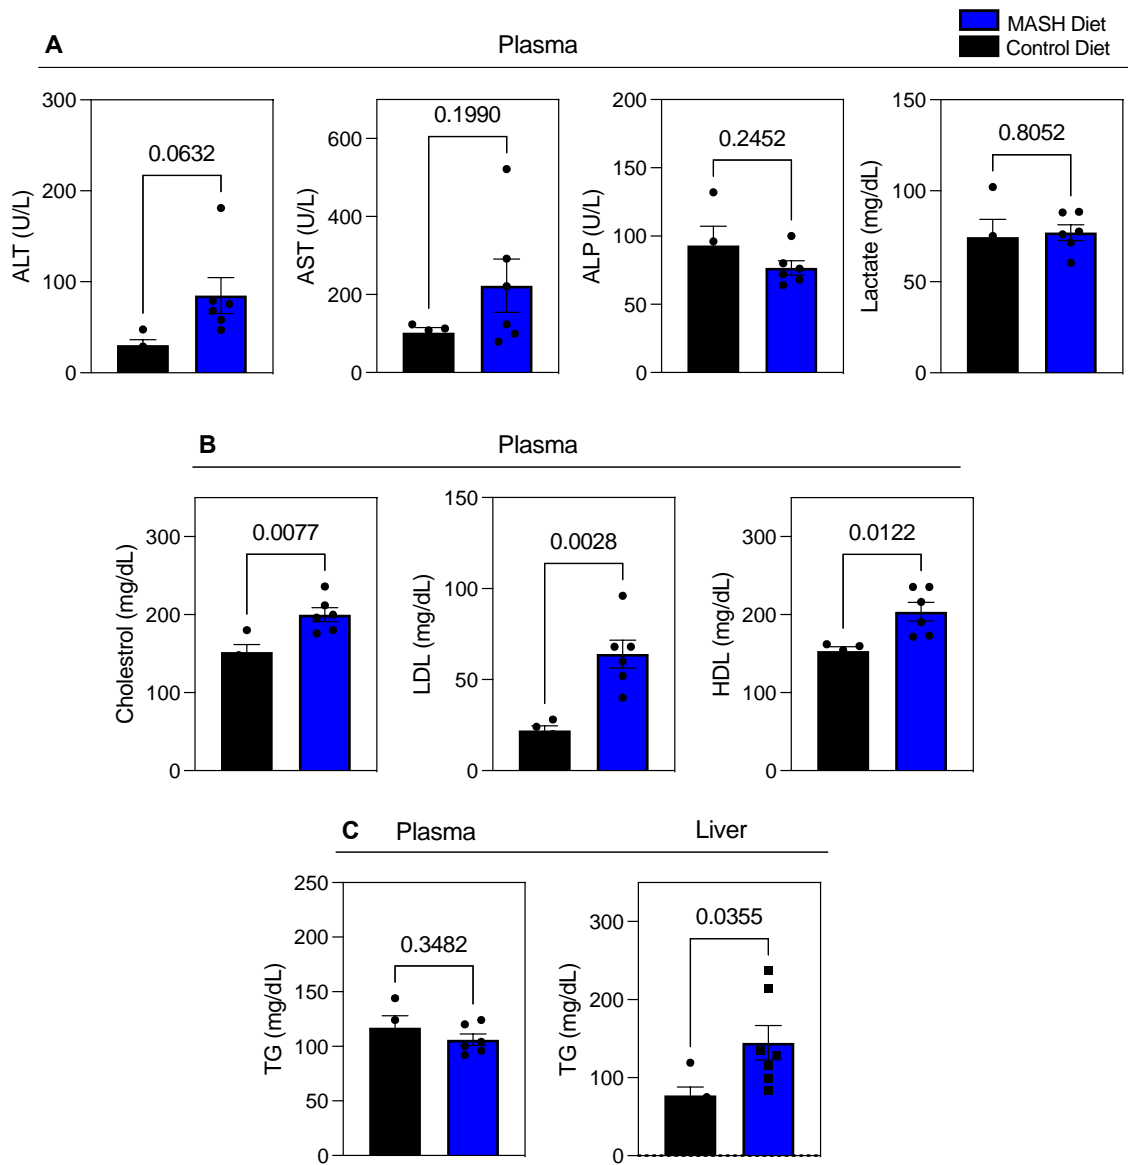 MASH Diet
Control Diet
A
Plasma
ALT (U/L)
300
200
100
0
0.0632
AST (U/L)
600
400
200
0
0.1990
ALP (U/L)
200
150
100
50
0
0.2452
Lactate (mg/dL)
150
100
50
0
0.8052
B
Plasma
Cholestrol (mg/dL)
300
200
100
0
0.0077
LDL (mg/dL)
150
100
50
0
0.0028
HDL (mg/dL)
300
200
100
0
0.0122
C
Plasma
Liver
TG (mg/dL)
250
200
150
100
50
0
0.3482
TG (mg/dL)
300
200
100
0
0.0355